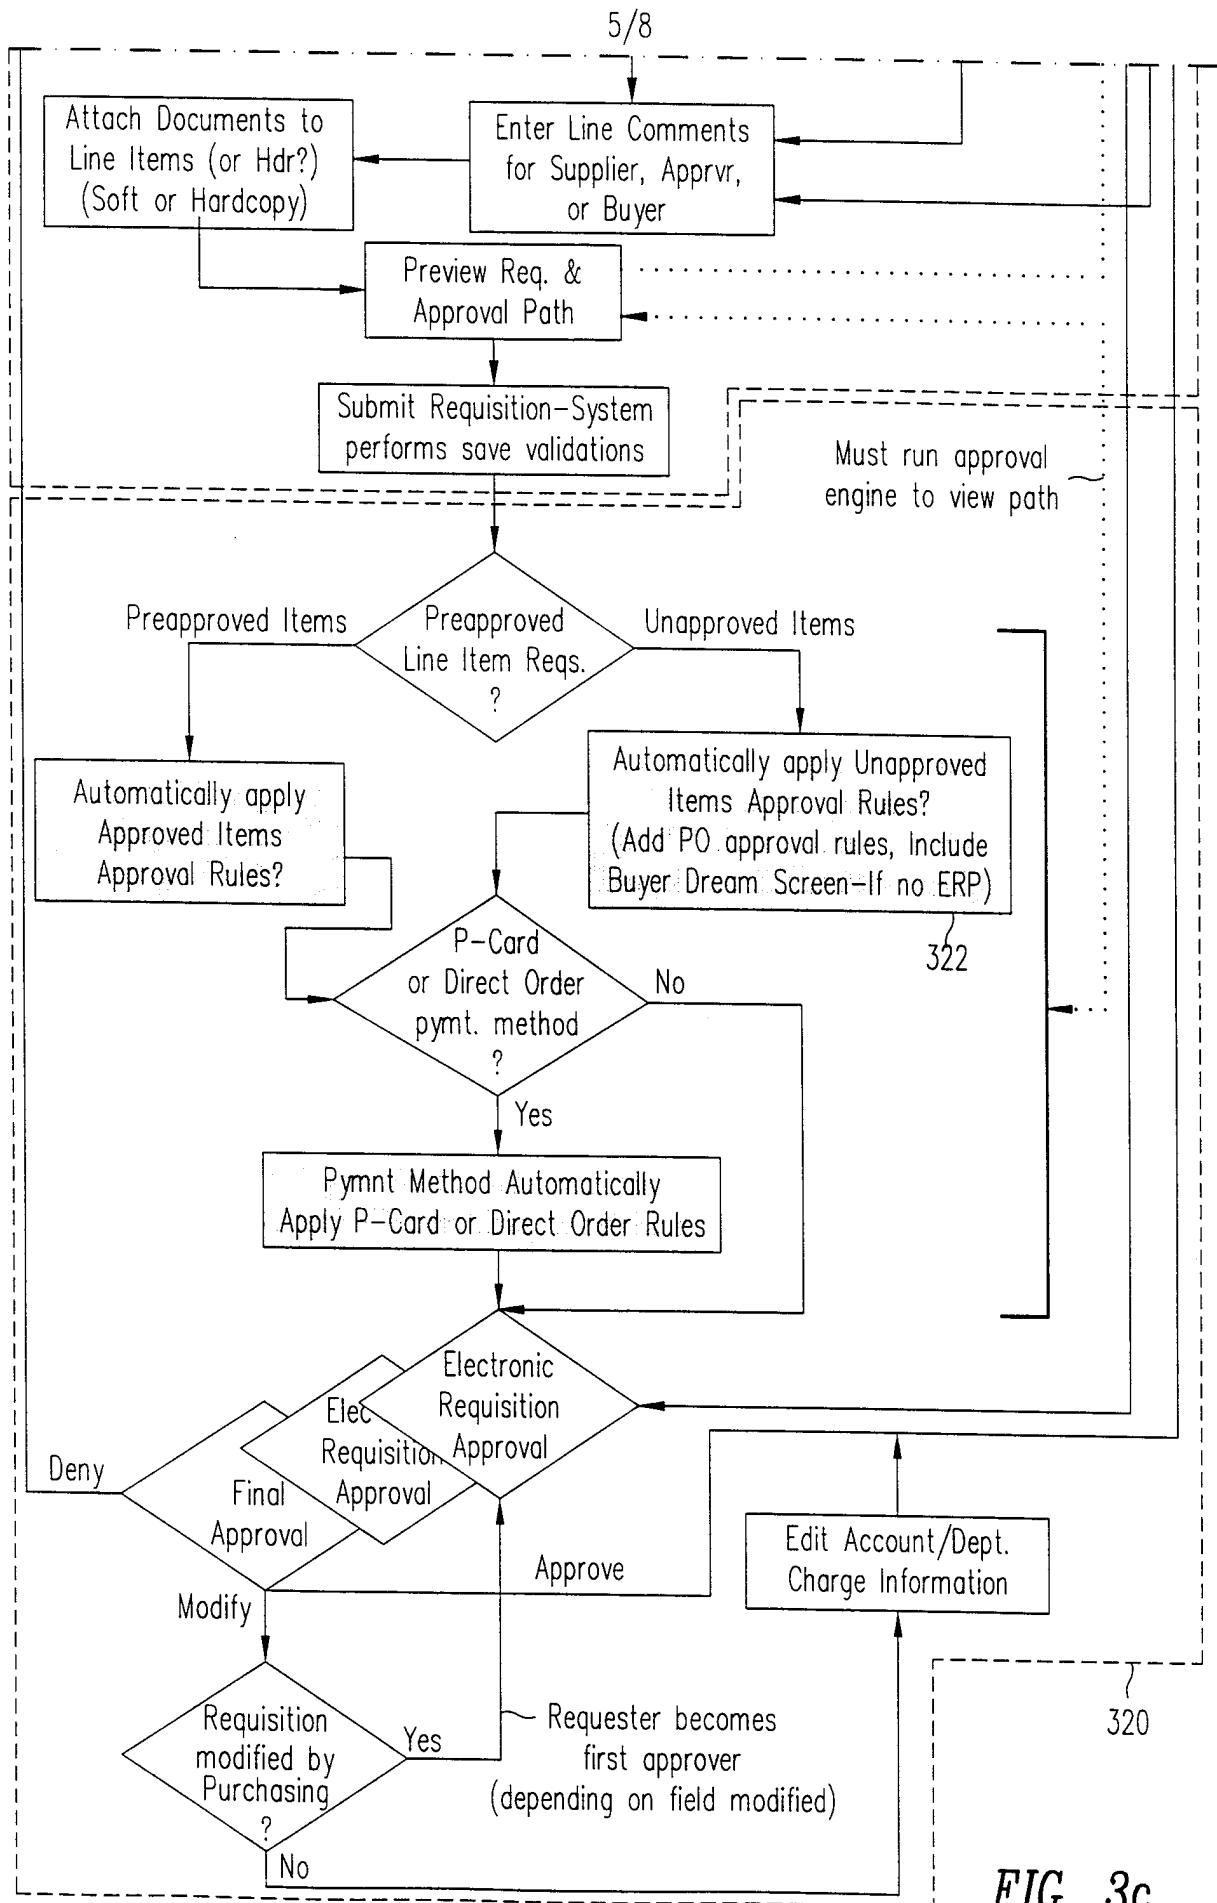 5/8
Attach Documents to
Line Items (or Hdr?)
(Soft or Hardcopy)
Enter Line Comments
for Supplier, Apprvr,
or Buyer
Preview Req. &
Approval Path
Submit Requisition-System
performs save validations
Must run approval
engine to view path
Preapproved Items
Preapproved
Line Item Reqs.
?
Unapproved Items
Automatically apply
Approved Items
Approval Rules?
Automatically apply Unapproved
Items Approval Rules?
(Add PO approval rules, Include
Buyer Dream Screen-If no ERP)
322
P-Card
or Direct Order
pymt. method
?
No
Yes
Pymnt Method Automatically
Apply P-Card or Direct Order Rules
Electronic
Requisition
Approval
Elec
Requisition
Approval
Final
Approval
Deny
Approve
Modify
Edit Account/Dept.
Charge Information
Requisition
modified by
Purchasing
?
Yes
No
Requester becomes
first approver
(depending on field modified)
320
FIG. 3c